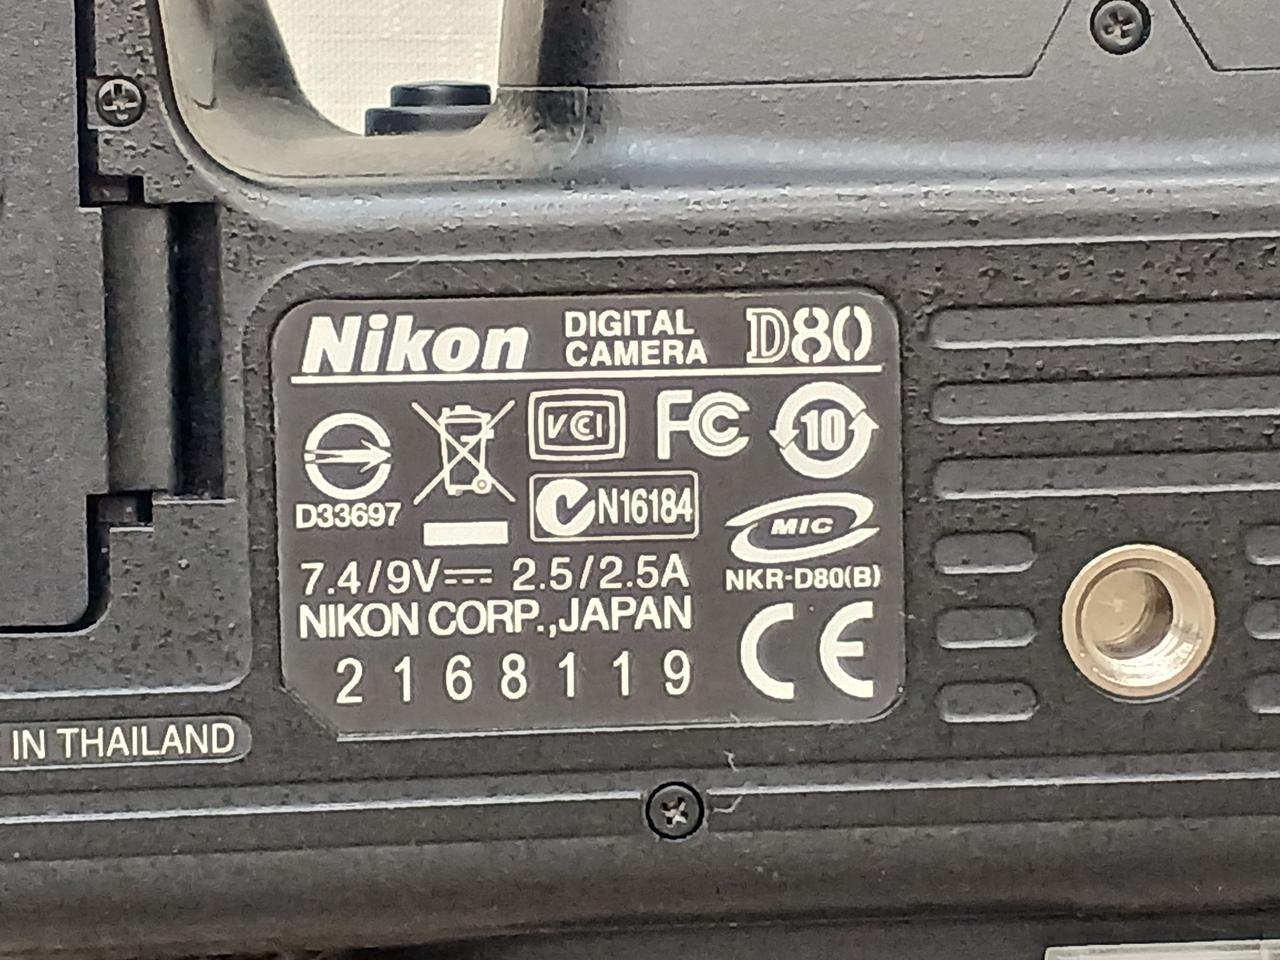 Nikon DIGITAL CAMERA D80
VCI FC 10
D33697 N16184 MIC
7.4/9V 2.5/2.5A NKR-D80(B)
NIKON CORP.,JAPAN
2168119 CE
IN THAILAND